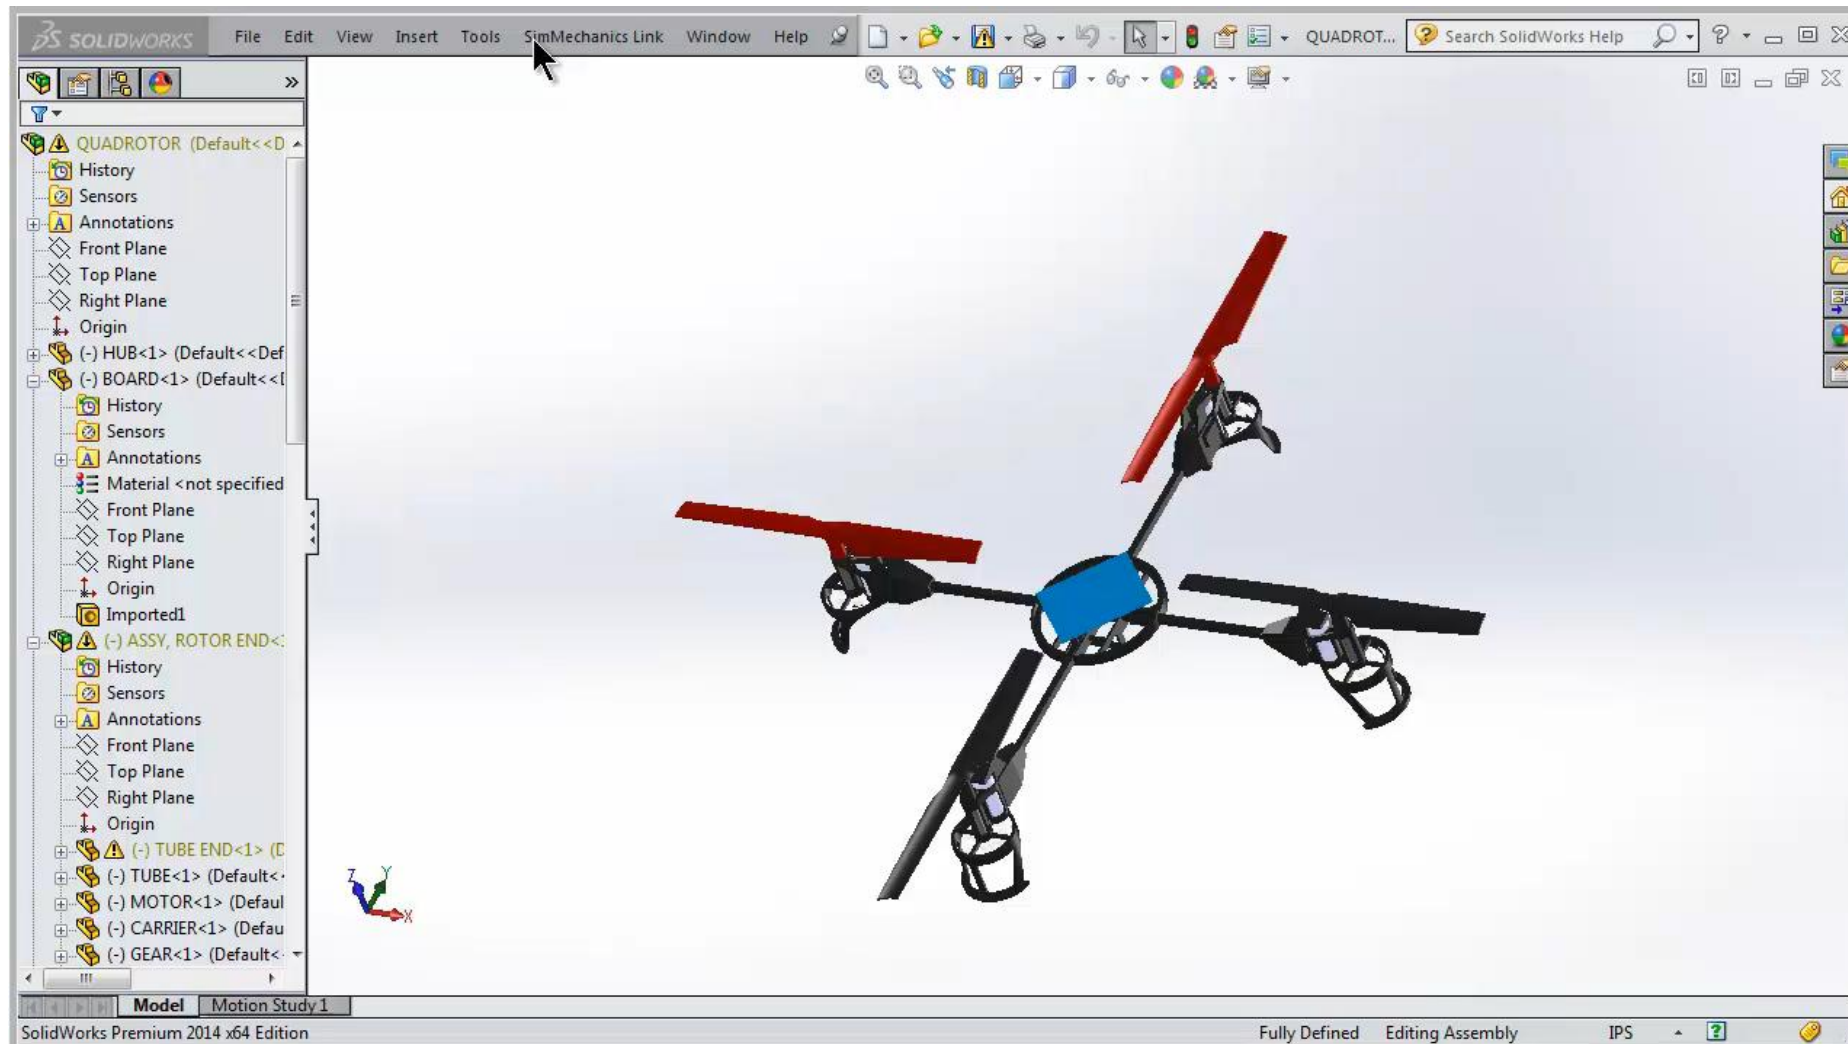 SOLIDWORKS File Edit View Insert Tools SimMechanics Link Window Help QUADROT... Search SolidWorks Help
QUADROTOR (Default<<D
History
Sensors
Annotations
Front Plane
Top Plane
Right Plane
Origin
(-) HUB<1> (Default<<Def
(-) BOARD<1> (Default<<D
History
Sensors
Annotations
Material <not specified
Front Plane
Top Plane
Right Plane
Origin
Imported1
(-) ASSY, ROTOR END<
History
Sensors
Annotations
Front Plane
Top Plane
Right Plane
Origin
(-) TUBE END<1> (D
(-) TUBE<1> (Default<
(-) MOTOR<1> (Defaul
(-) CARRIER<1> (Defau
(-) GEAR<1> (Default<
Z Y X
Model Motion Study 1
SolidWorks Premium 2014 x64 Edition Fully Defined Editing Assembly IPS